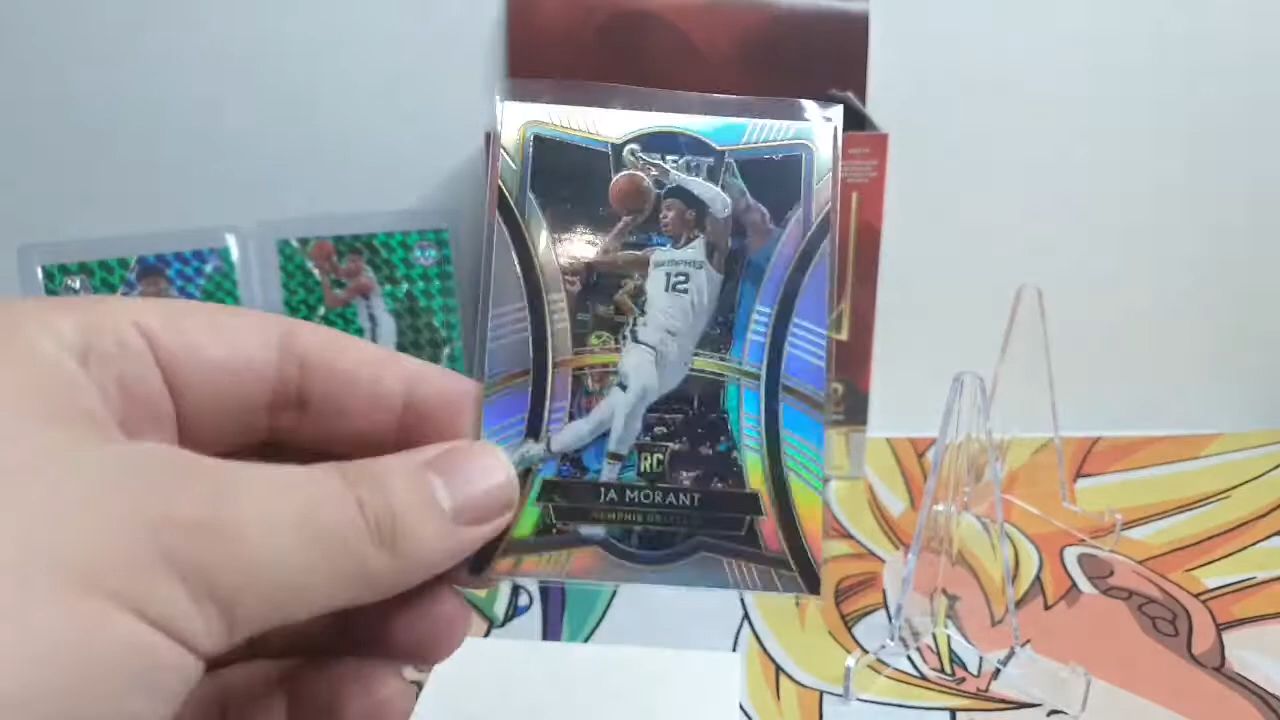 SELECT
MEMPHIS
12
RC
JA MORANT
MEMPHIS GRIZZLIES